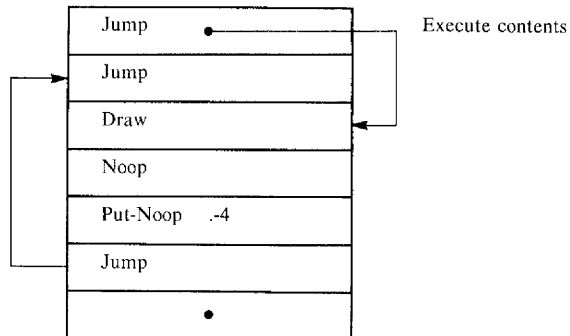 Jump
Execute contents
Jump
Draw
Noop
Put-Noop .-4
Jump